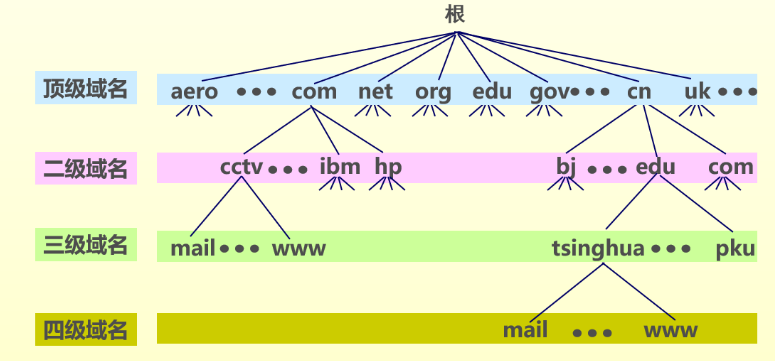 根
顶级域名 aero ••• com net org edu gov ••• cn uk •••
二级域名 cctv ••• ibm hp bj ••• edu com
三级域名 mail ••• www tsinghua ••• pku
四级域名 mail ••• www